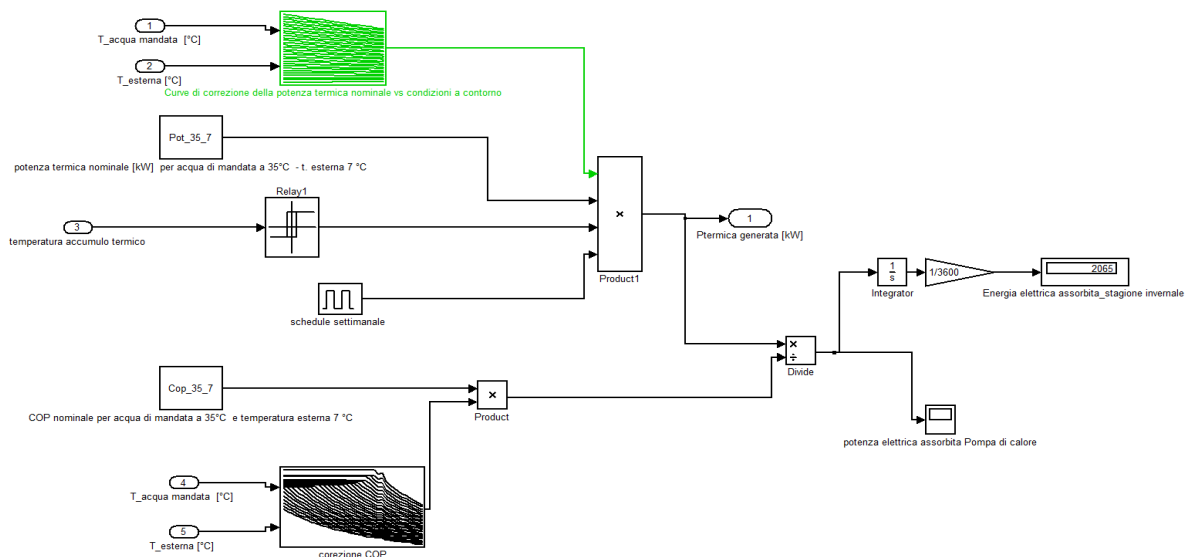 1
T_acqua mandata [°C]
2
T_esterna [°C]
Curve di correzione della potenza termica nominale vs condizioni a contorno
Pot_35_7
potenza termica nominale [kW] per acqua di mandata a 35°C - t. esterna 7 °C
Relay1
3
temperatura accumulo termico
×
Product1
1
Ptermica generata [kW]
schedule settimanale
1
s
Integrator
1/3600
2065
Energia elettrica assorbita_stagione invernale
×
÷
Divide
Cop_35_7
COP nominale per acqua di mandata a 35°C e temperatura esterna 7 °C
×
Product
potenza elettrica assorbita Pompa di calore
4
T_acqua mandata [°C]
5
T_esterna [°C]
corezione COP